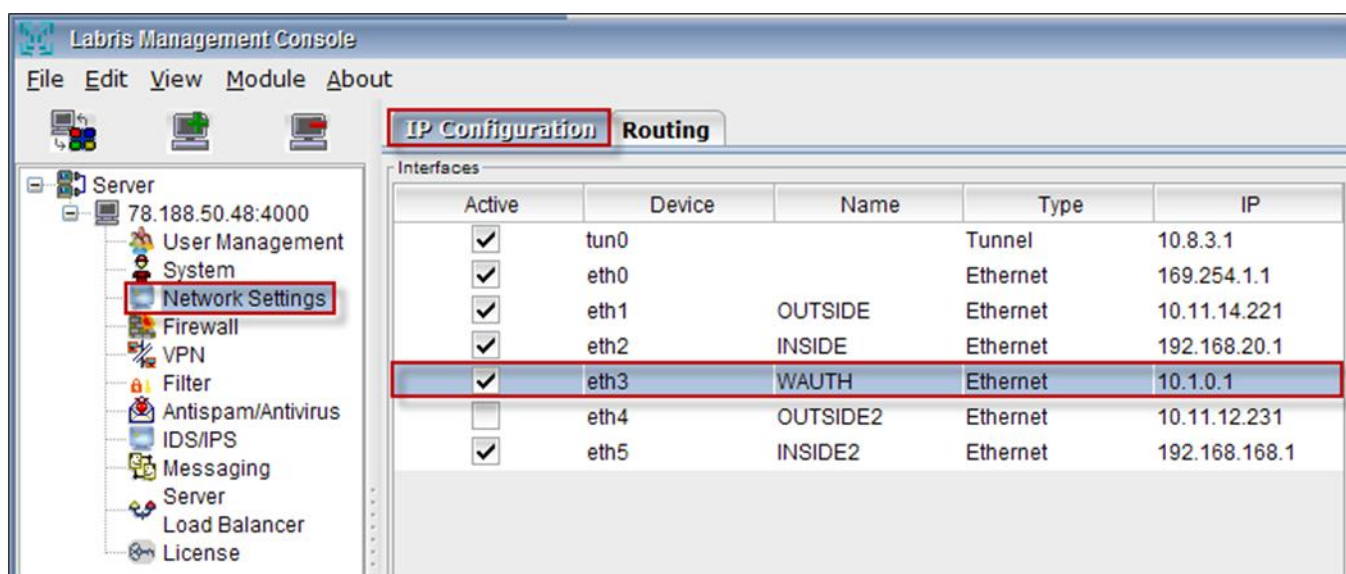 Labris Management Console
File Edit View Module About
IP Configuration Routing
Interfaces
Active Device Name Type IP
tun0 Tunnel 10.8.3.1
eth0 Ethernet 169.254.1.1
eth1 OUTSIDE Ethernet 10.11.14.221
eth2 INSIDE Ethernet 192.168.20.1
eth3 WAUTH Ethernet 10.1.0.1
eth4 OUTSIDE2 Ethernet 10.11.12.231
eth5 INSIDE2 Ethernet 192.168.168.1
Server
78.188.50.48:4000
User Management
System
Network Settings
Firewall
VPN
Filter
Antispam/Antivirus
IDS/IPS
Messaging
Server
Load Balancer
License